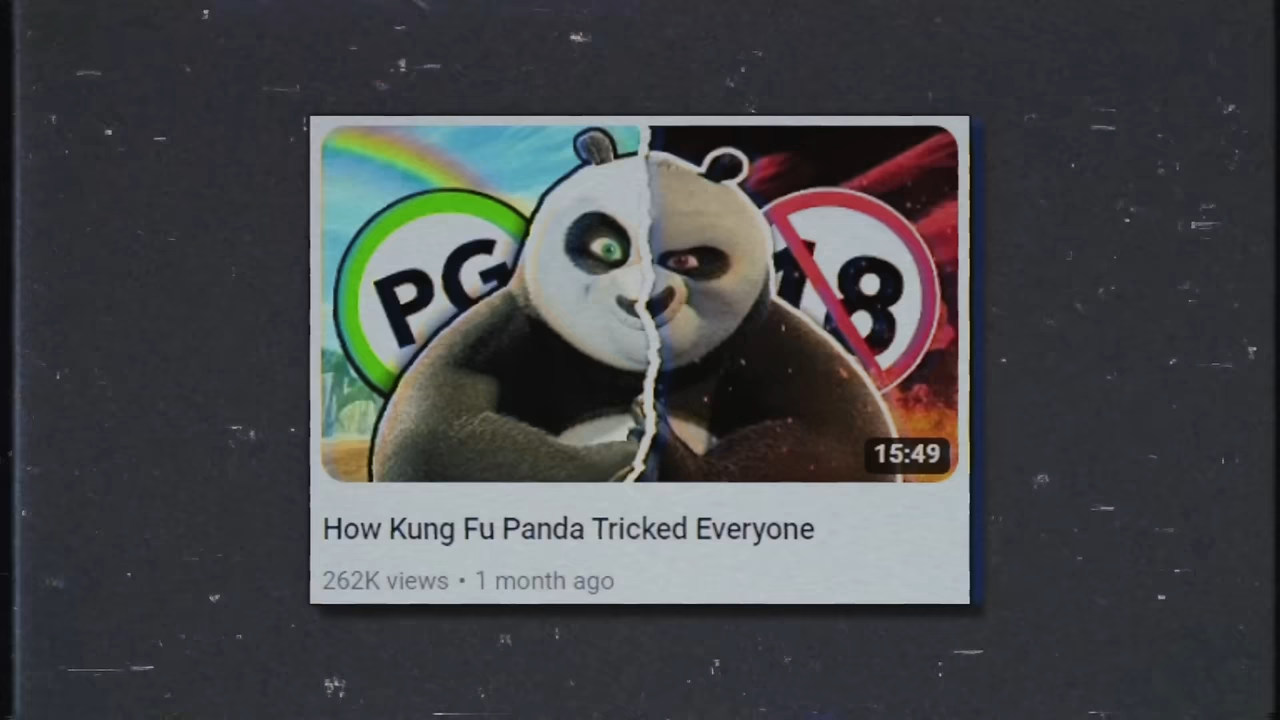 PG
18
15:49
How Kung Fu Panda Tricked Everyone
262K views • 1 month ago